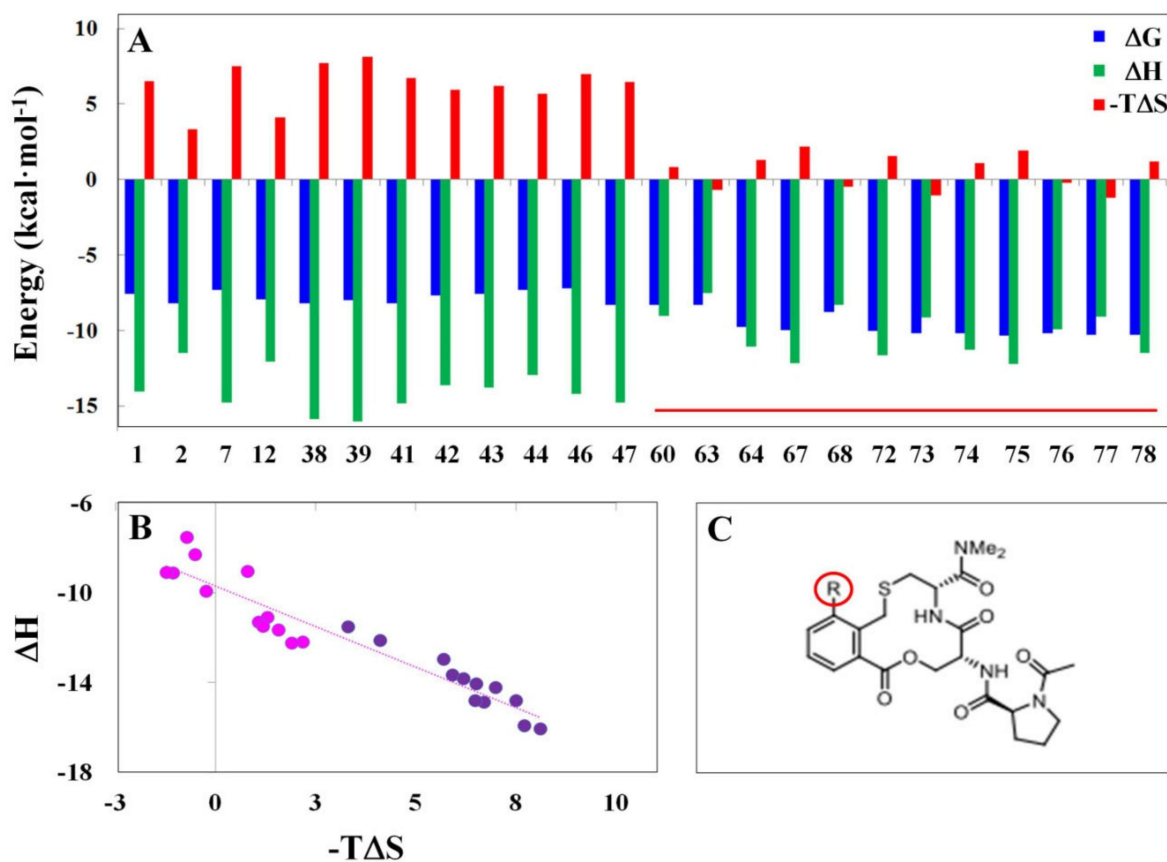 A
ΔG
ΔH
-TΔS
10
5
0
-5
-10
-15
Energy (kcal·mol⁻¹)
1 2 7 12 38 39 41 42 43 44 46 47 60 63 64 67 68 72 73 74 75 76 77 78
B
-6
-10
-14
-18
ΔH
-3 0 3 5 8 10
-TΔS
C
NMe₂
R
S
O
HN
O
O
NH
O
O
O
N